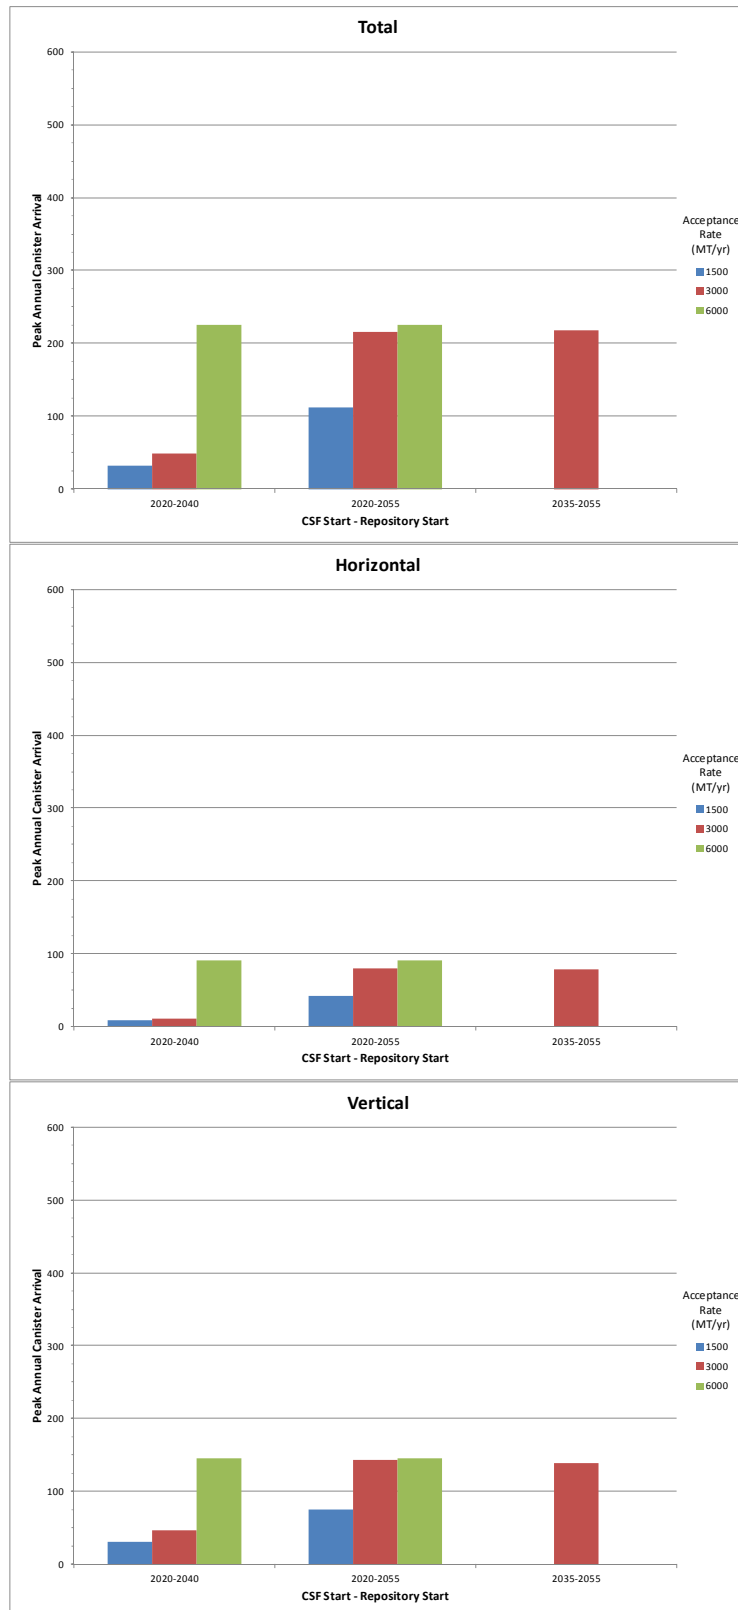 Total
600
500
400
300
200
100
0
Peak Annual Canister Arrival
2020-2040
2020-2055
2035-2055
CSF Start - Repository Start
Acceptance
Rate
(MT/yr)
1500
3000
6000
Horizontal
600
500
400
300
200
100
0
Peak Annual Canister Arrival
2020-2040
2020-2055
2035-2055
CSF Start - Repository Start
Acceptance
Rate
(MT/yr)
1500
3000
6000
Vertical
600
500
400
300
200
100
0
Peak Annual Canister Arrival
2020-2040
2020-2055
2035-2055
CSF Start - Repository Start
Acceptance
Rate
(MT/yr)
1500
3000
6000